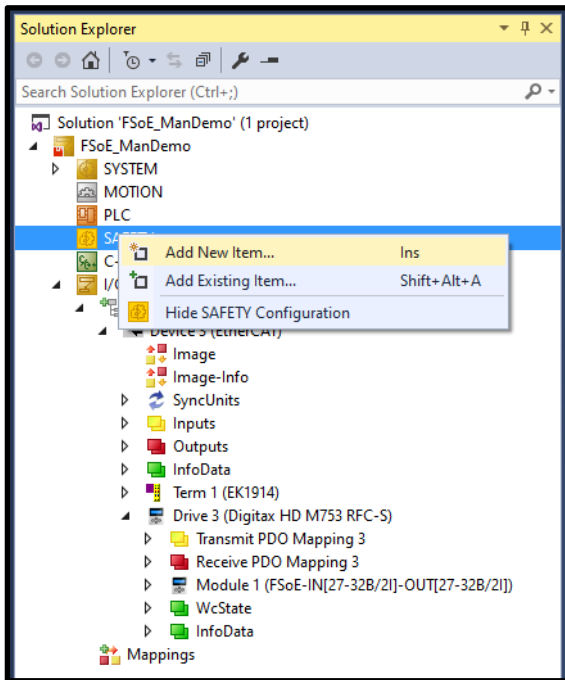 Solution Explorer
Search Solution Explorer (Ctrl+;)
Solution 'FSoE_ManDemo' (1 project)
FSoE_ManDemo
SYSTEM
MOTION
PLC
Add New Item... Ins
Add Existing Item... Shift+Alt+A
Hide SAFETY Configuration
Device 3 (EtherCAT)
Image
Image-Info
SyncUnits
Inputs
Outputs
InfoData
Term 1 (EK1914)
Drive 3 (Digitax HD M753 RFC-S)
Transmit PDO Mapping 3
Receive PDO Mapping 3
Module 1 (FSoE-IN[27-32B/2I]-OUT[27-32B/2I])
WcState
InfoData
Mappings